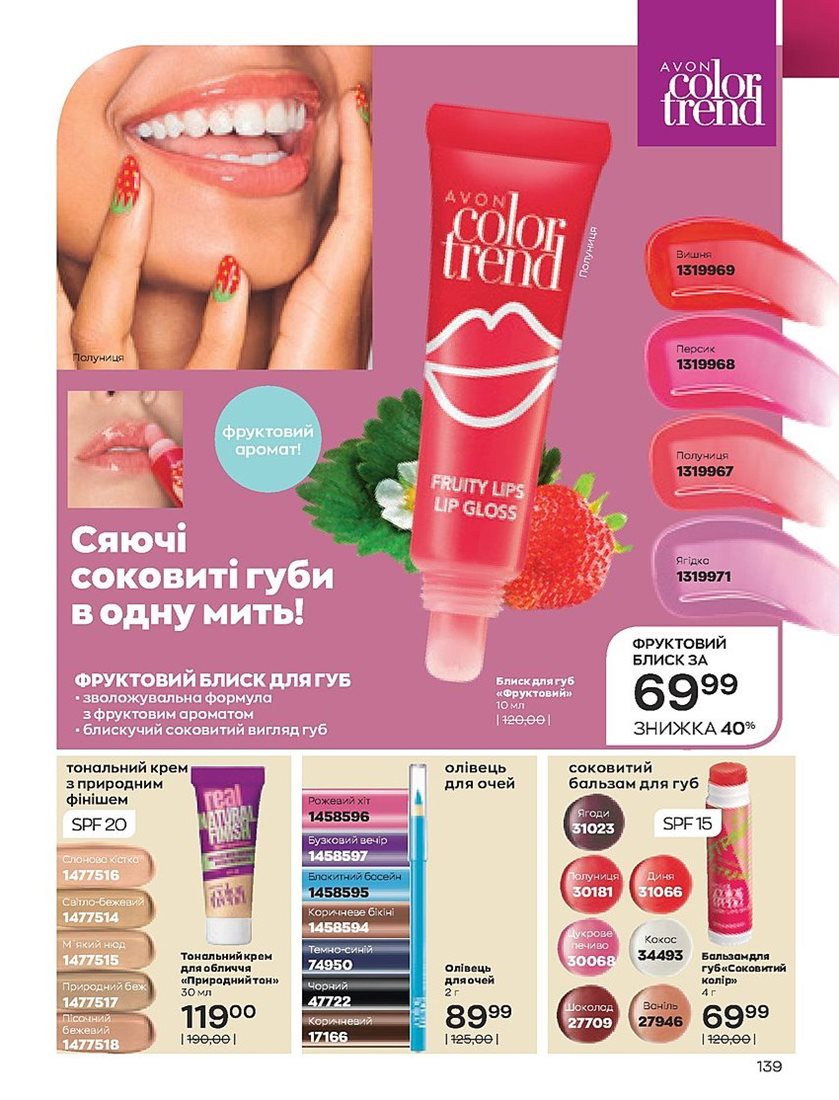 AVON
color
trend
AVON
color
trend
Полуниця
Вишня
1319969
Персик
1319968
Полуниця
1319967
Ягідка
1319971
Полуниця
фруктовий
аромат!
FRUITY LIPS
LIP GLOSS
Сяючі
соковиті губи
в одну мить!
ФРУКТОВИЙ БЛИСК ДЛЯ ГУБ
• зволожувальна формула
з фруктовим ароматом
• блискучий соковитий вигляд губ
Блиск для губ
«Фруктовий»
10 мл
|120,00|
ФРУКТОВИЙ
БЛИСК ЗА
69⁹⁹
ЗНИЖКА 40%
тональний крем
з природним
фінішем
SPF 20
real
NATURAL
FINISH
color
trend
Слонова кістка
1477516
Світло-бежевий
1477514
М'який нюд
1477515
Природний беж
1477517
Пісочний
бежевий
1477518
Тональний крем
для обличчя
«Природний тон»
30 мл
119⁰⁰
|190,00|
олівець
для очей
Рожевий хіт
1458596
Бузковий вечір
1458597
Блакитний басейн
1458595
Коричневе бікіні
1458594
Темно-синій
74950
Чорний
47722
Коричневий
17166
Олівець
для очей
2 г
89⁹⁹
|125,00|
соковитий
бальзам для губ
SPF 15
Ягоди
31023
Полуниця
30181
Диня
31066
Цукрове
печиво
30068
Кокос
34493
Шоколад
27709
Ваніль
27946
Бальзам для
губ «Соковитий
колір»
4 г
69⁹⁹
|120,00|
139